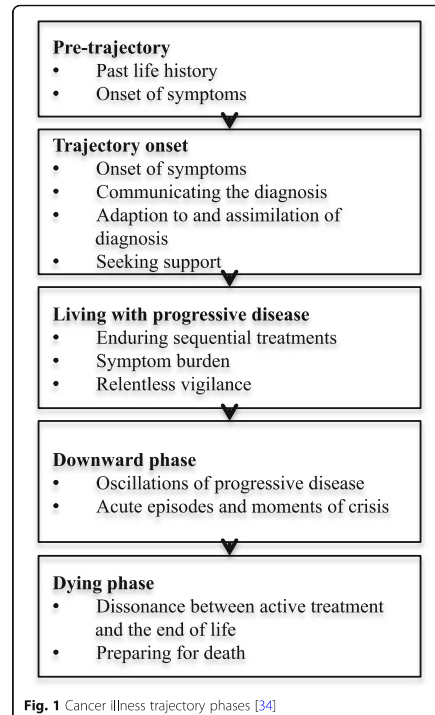 Pre-trajectory
• Past life history
• Onset of symptoms
Trajectory onset
• Onset of symptoms
• Communicating the diagnosis
• Adaption to and assimilation of
diagnosis
• Seeking support
Living with progressive disease
• Enduring sequential treatments
• Symptom burden
• Relentless vigilance
Downward phase
• Oscillations of progressive disease
• Acute episodes and moments of crisis
Dying phase
• Dissonance between active treatment
and the end of life
• Preparing for death
Fig. 1 Cancer illness trajectory phases [34]